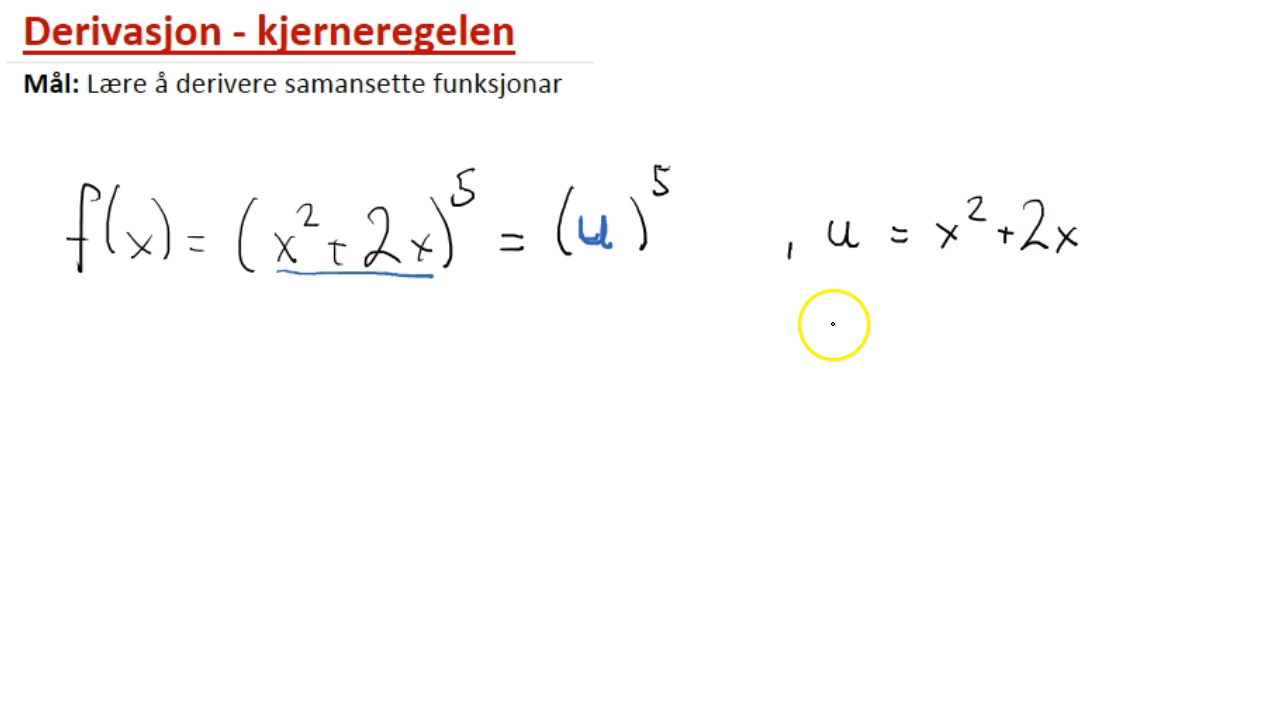 Derivasjon - kjerneregelen
Mål: Lære å derivere samansette funksjonar
f(x) = (x² + 2x)⁵ = (u)⁵ , u = x² + 2x